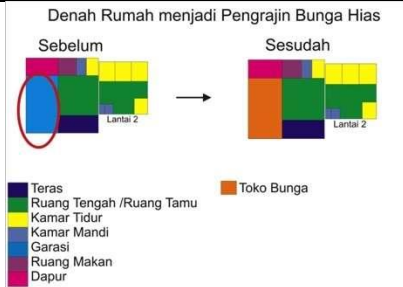 Denah Rumah menjadi Pengrajin Bunga Hias
Sebelum
Sesudah
Lantai 2
Lantai 2
Teras
Ruang Tengah /Ruang Tamu
Kamar Tidur
Kamar Mandi
Garasi
Ruang Makan
Dapur
Toko Bunga